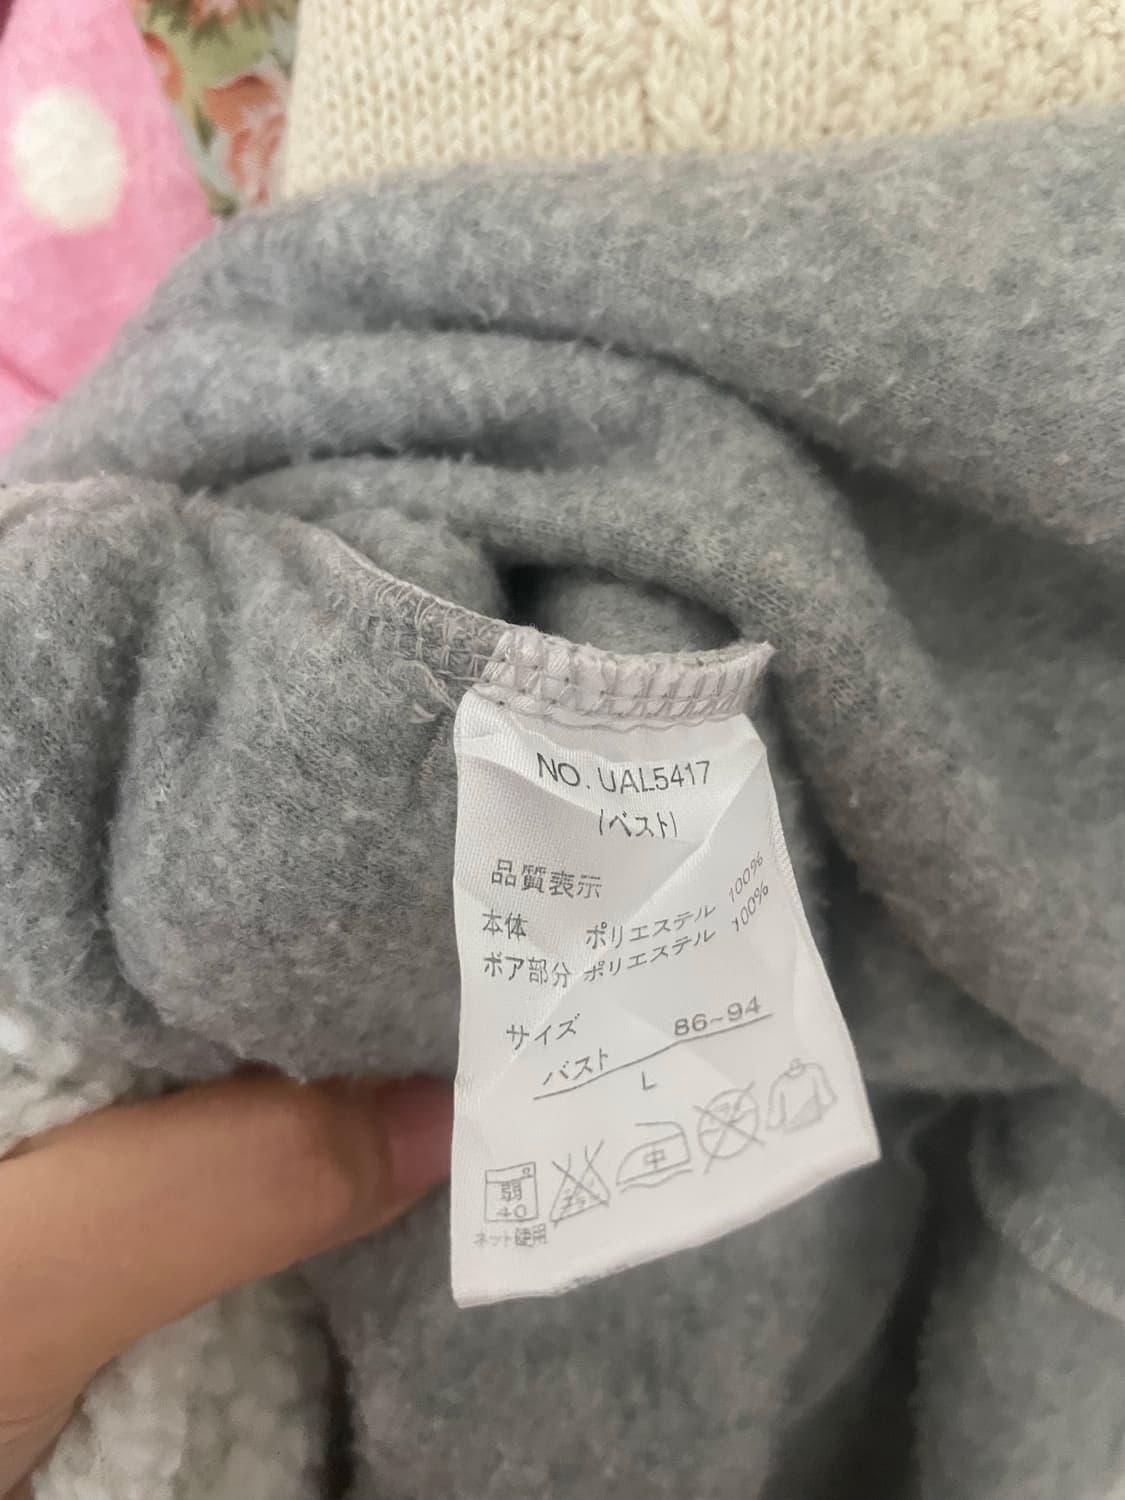 NO. UAL5417
(ベスト)
品質表示
本体 ポリエステル 100%
ボア部分 ポリエステル 100%
サイズ
バスト 86~94
L
弱
40
中
ネット使用